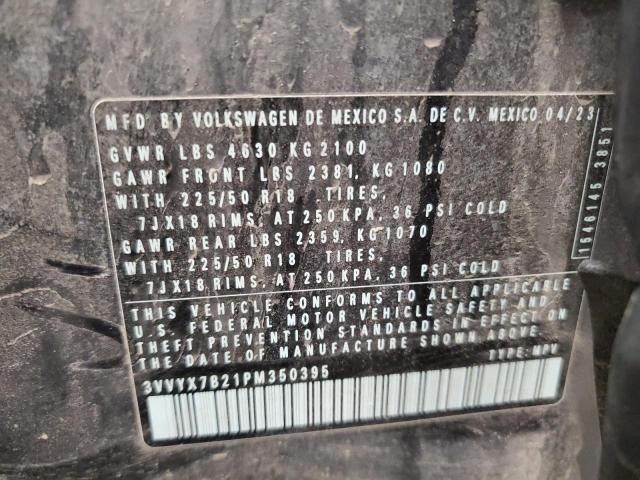 MFD BY VOLKSWAGEN DE MEXICO S.A. DE C.V. MEXICO 04/23
GVWR LBS 4630 KG 2100
GAWR FRONT LBS 2381, KG 1080
WITH 225/50 R18 TIRES,
7JX18 RIMS, AT 250 KPA, 36 PSI COLD
GAWR REAR LBS 2359, KG 1070
WITH 225/50 R18 TIRES,
7JX18 RIMS, AT 250 KPA, 36 PSI COLD
THIS VEHICLE CONFORMS TO ALL APPLICABLE
U.S. FEDERAL MOTOR VEHICLE SAFETY AND
THEFT PREVENTION STANDARDS IN EFFECT ON
THE DATE OF MANUFACTURE SHOWN ABOVE.
3VVYX7B21PM350395 TYPE: MPV
1646145 3851